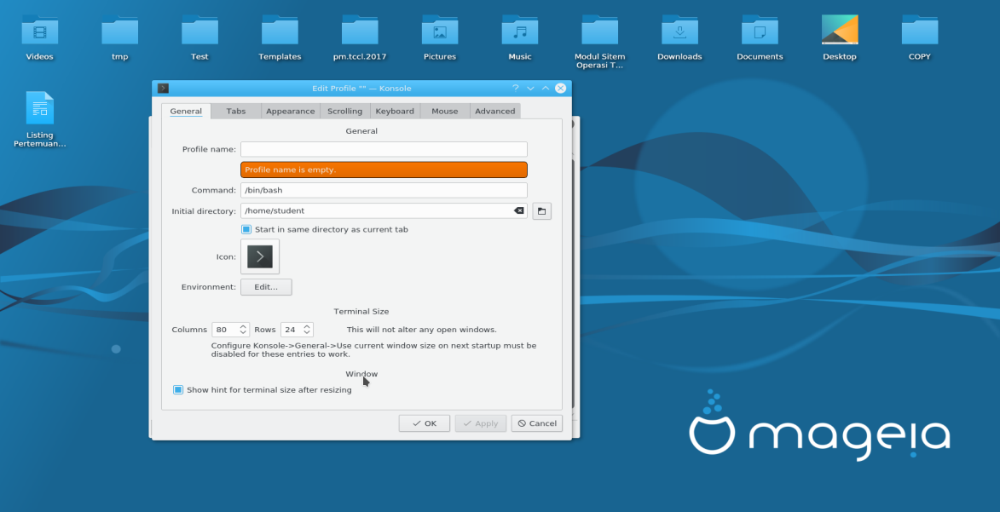 Videos
tmp
Test
Templates
pm.tccl.2017
Pictures
Music
Modul Sitem
Operasi T...
Downloads
Documents
Desktop
COPY
Listing
Pertemuan...
Edit Profile "" — Konsole
General Tabs Appearance Scrolling Keyboard Mouse Advanced
General
Profile name:
Profile name is empty.
Command: /bin/bash
Initial directory: /home/student
Start in same directory as current tab
Icon:
Environment: Edit...
Terminal Size
Columns 80 Rows 24 This will not alter any open windows.
Configure Konsole->General->Use current window size on next startup must be
disabled for these entries to work.
Window
Show hint for terminal size after resizing
OK Apply Cancel
mageia